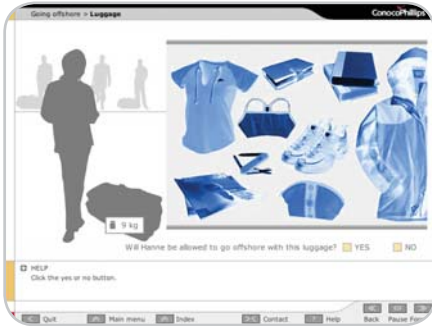 Going offshore > Luggage
ConocoPhillips
9 kg
Will Hanne be allowed to go offshore with this luggage? YES NO
HELP
Click the yes or no button.
Quit Main menu Index Contact ? Help Back Pause